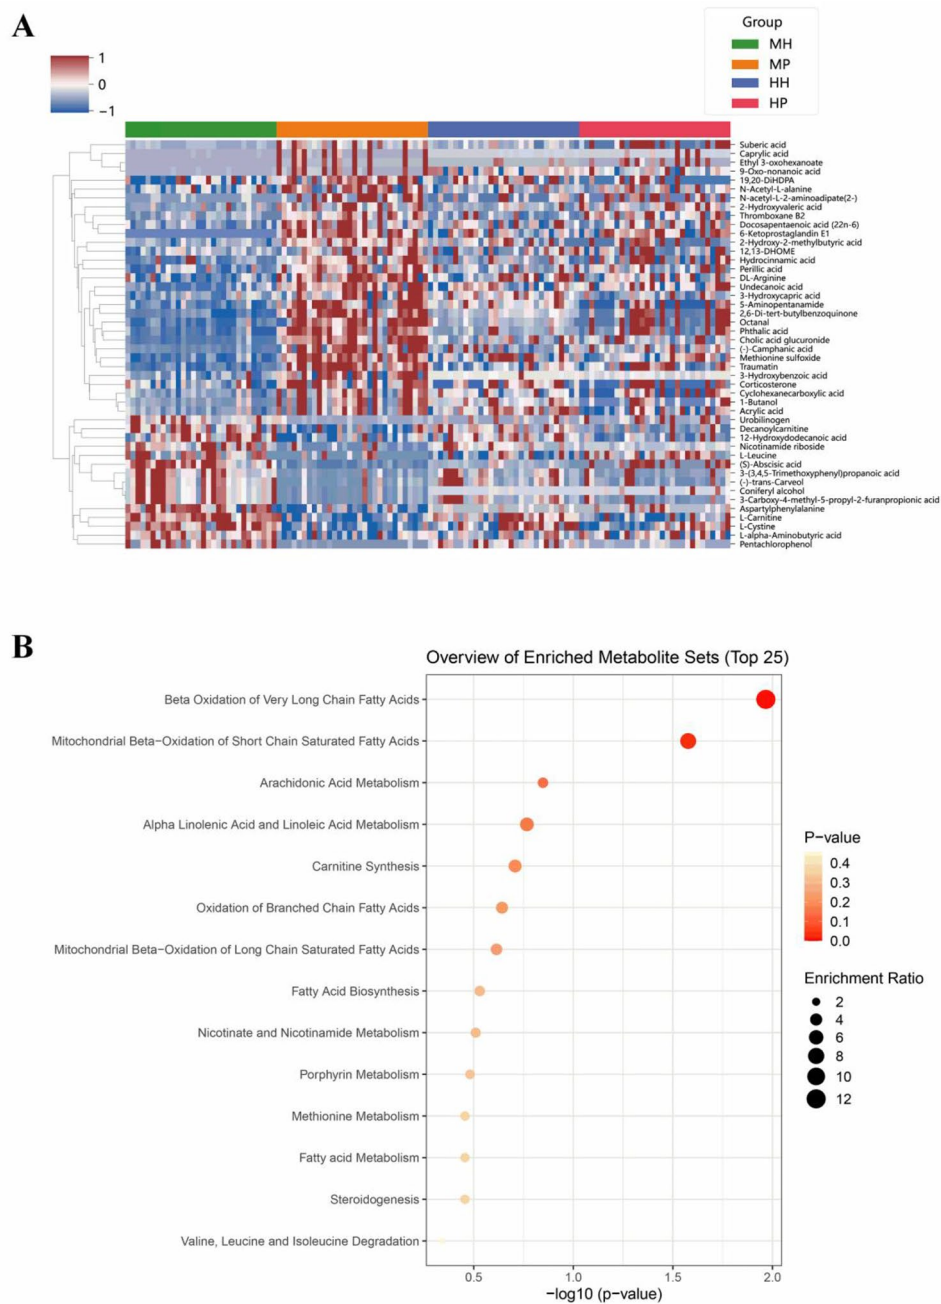 A
Group
MH
MP
HH
HP
1
0
−1
Suberic acid
Caprylic acid
Ethyl 3-oxohexanoate
9-Oxo-nonanoic acid
19,20-DiHDPA
N-Acetyl-L-alanine
N-acetyl-L-2-aminoadipate(2-)
2-Hydroxyvaleric acid
Thromboxane B2
Docosapentaenoic acid (22n-6)
6-Ketoprostaglandin E1
2-Hydroxy-2-methylbutyric acid
12,13-DHOME
Hydrocinnamic acid
Perillic acid
DL-Arginine
Undecanoic acid
3-Hydroxycapric acid
5-Aminopentanamide
2,6-Di-tert-butylbenzoquinone
Octanal
Phthalic acid
Cholic acid glucuronide
(-)-Camphanic acid
Methionine sulfoxide
Traumatin
3-Hydroxybenzoic acid
Corticosterone
Cyclohexanecarboxylic acid
1-Butanol
Acrylic acid
Urobilinogen
Decanoylcarnitine
12-Hydroxydodecanoic acid
Nicotinamide riboside
L-Leucine
(S)-Abscisic acid
3-(3,4,5-Trimethoxyphenyl)propanoic acid
(-)-trans-Carveol
Coniferyl alcohol
3-Carboxy-4-methyl-5-propyl-2-furanpropionic acid
Aspartylphenylalanine
L-Carnitine
L-Cystine
L-alpha-Aminobutyric acid
Pentachlorophenol
B
Overview of Enriched Metabolite Sets (Top 25)
Beta Oxidation of Very Long Chain Fatty Acids
Mitochondrial Beta−Oxidation of Short Chain Saturated Fatty Acids
Arachidonic Acid Metabolism
Alpha Linolenic Acid and Linoleic Acid Metabolism
Carnitine Synthesis
Oxidation of Branched Chain Fatty Acids
Mitochondrial Beta−Oxidation of Long Chain Saturated Fatty Acids
Fatty Acid Biosynthesis
Nicotinate and Nicotinamide Metabolism
Porphyrin Metabolism
Methionine Metabolism
Fatty acid Metabolism
Steroidogenesis
Valine, Leucine and Isoleucine Degradation
0.5 1.0 1.5 2.0
−log10 (p−value)
P−value
0.4
0.3
0.2
0.1
0.0
Enrichment Ratio
2
4
6
8
10
12